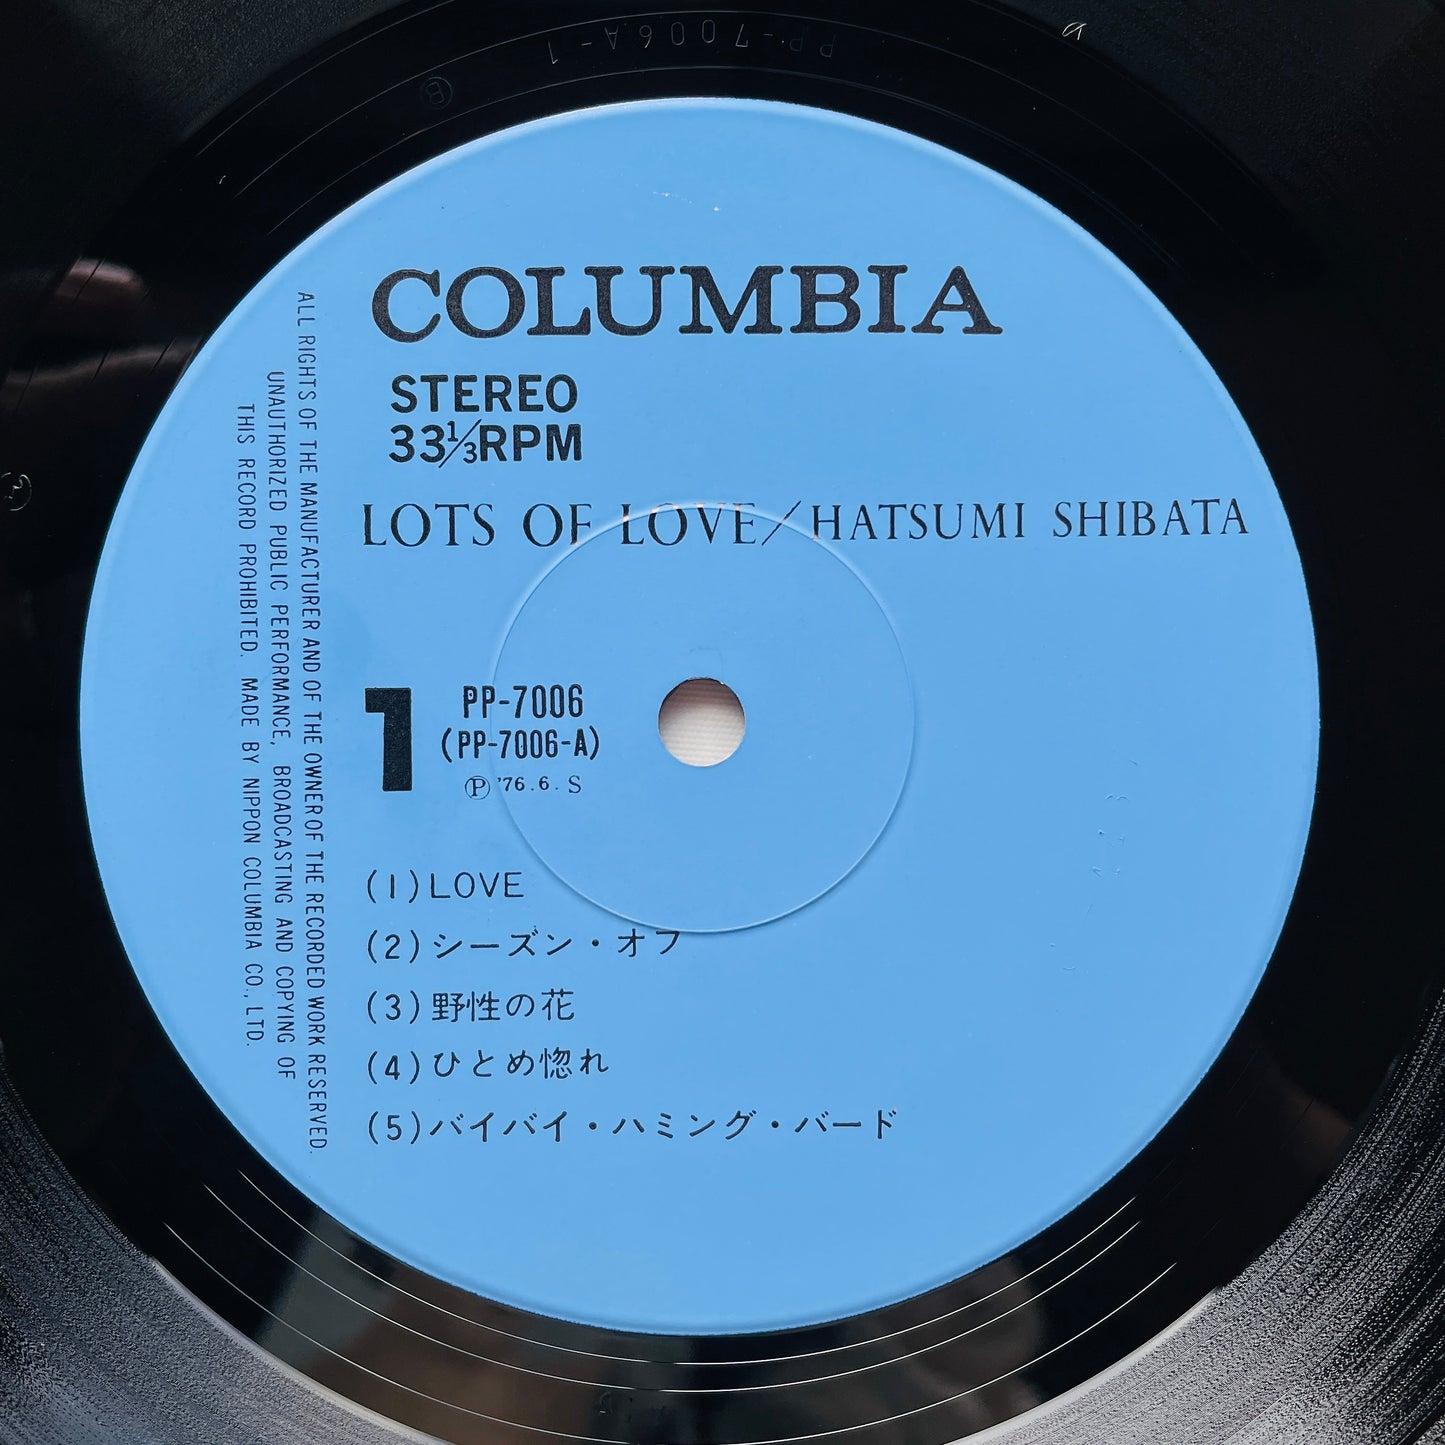 PP-7006A-1
B
COLUMBIA
STEREO
33⅓RPM
LOTS OF LOVE/HATSUMI SHIBATA
1
PP-7006
(PP-7006-A)
Ⓟ '76.6. S
(1)LOVE
(2)シーズン・オフ
(3)野性の花
(4)ひとめ惚れ
(5)バイバイ・ハミング・バード
ALL RIGHTS OF THE MANUFACTURER AND OF THE OWNER OF THE RECORDED WORK RESERVED.
UNAUTHORIZED PUBLIC PERFORMANCE, BROADCASTING AND COPYING OF
THIS RECORD PROHIBITED. MADE BY NIPPON COLUMBIA CO., LTD.